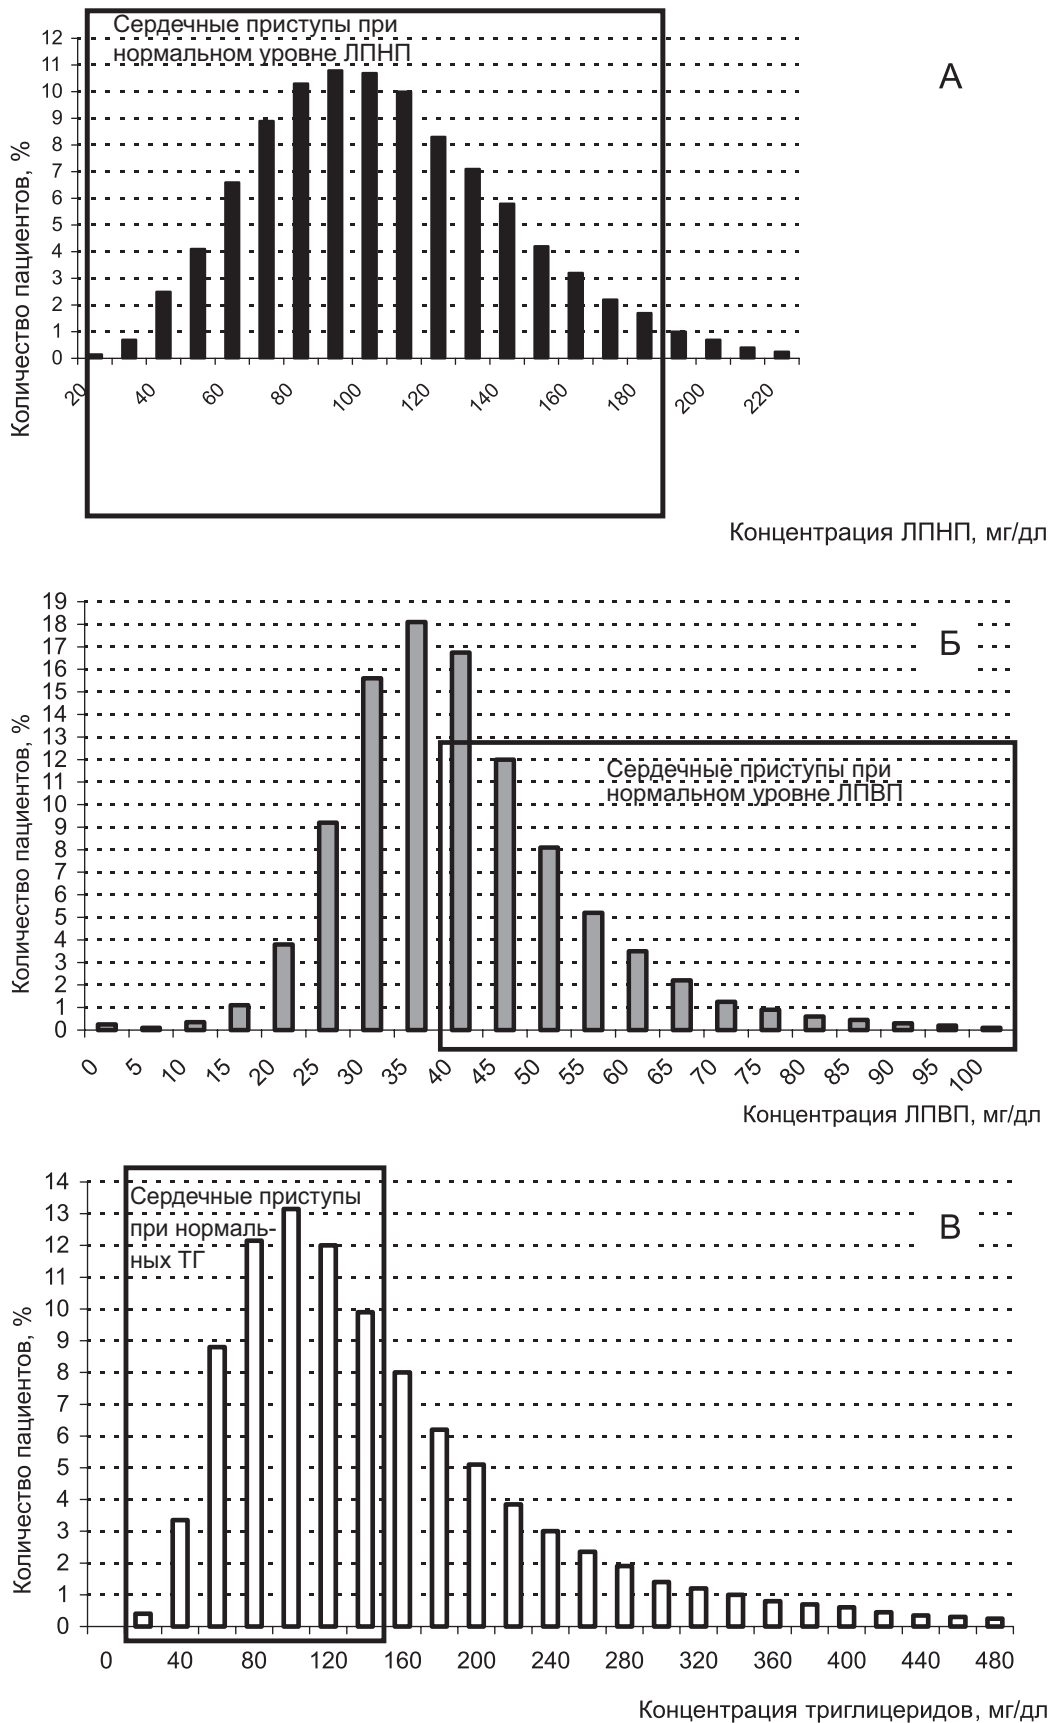 Сердечные приступы при
нормальном уровне ЛПНП
А
Количество пациентов, %
12
11
10
9
8
7
6
5
4
3
2
1
0
20 40 60 80 100 120 140 160 180 200 220
Концентрация ЛПНП, мг/дл
Б
Сердечные приступы при
нормальном уровне ЛПВП
Количество пациентов, %
19
18
17
16
15
14
13
12
11
10
9
8
7
6
5
4
3
2
1
0
0 5 10 15 20 25 30 35 40 45 50 55 60 65 70 75 80 85 90 95 100
Концентрация ЛПВП, мг/дл
В
Сердечные приступы
при нормаль-
ных ТГ
Количество пациентов, %
14
13
12
11
10
9
8
7
6
5
4
3
2
1
0
0 40 80 120 160 200 240 280 320 360 400 440 480
Концентрация триглицеридов, мг/дл